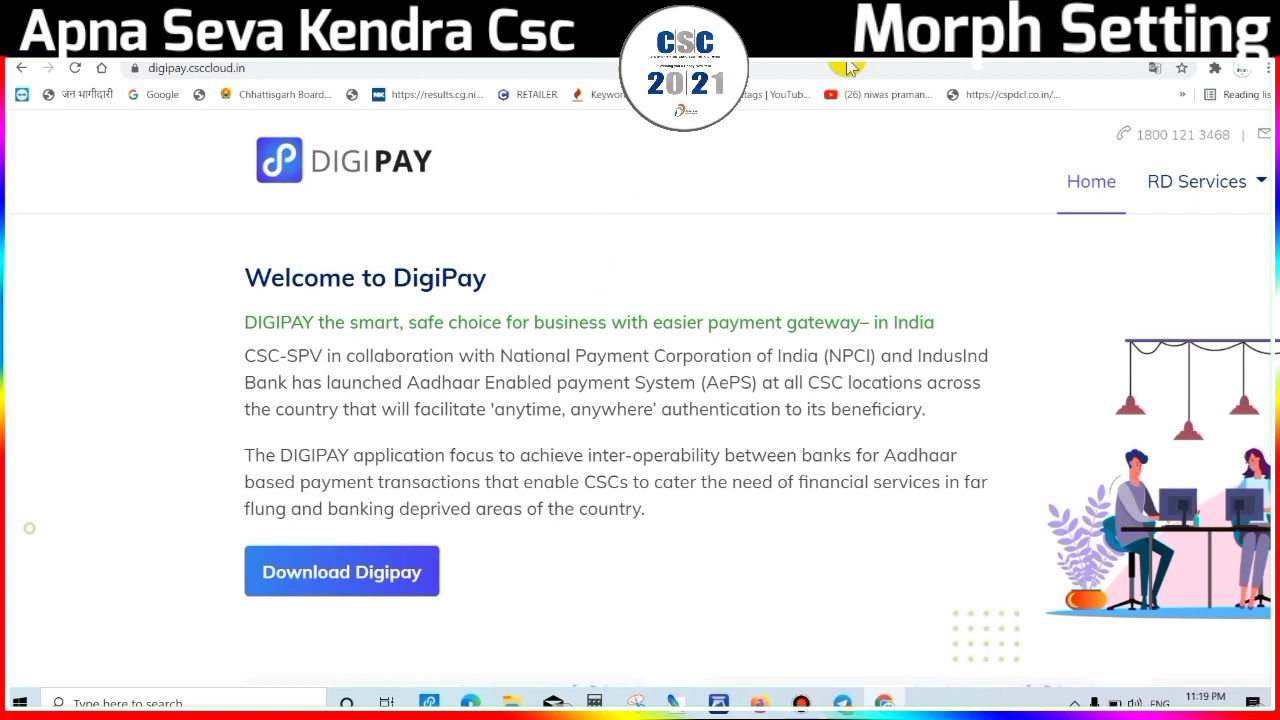 Apna Seva Kendra Csc
Morph Setting
CSC
20|21
digipay.csccloud.in
जन भागीदारी
Google
Chhattisgarh Board...
https://results.cg.ni...
RETAILER
Keywor
tags | YouTub...
(26) niwas praman...
https://cspdcl.co.in/...
»
Reading lis
DIGIPAY
1800 121 3468 |
Home
RD Services
Welcome to DigiPay
DIGIPAY the smart, safe choice for business with easier payment gateway– in India
CSC-SPV in collaboration with National Payment Corporation of India (NPCI) and IndusInd
Bank has launched Aadhaar Enabled payment System (AePS) at all CSC locations across
the country that will facilitate 'anytime, anywhere’ authentication to its beneficiary.
The DIGIPAY application focus to achieve inter-operability between banks for Aadhaar
based payment transactions that enable CSCs to cater the need of financial services in far
flung and banking deprived areas of the country.
Download Digipay
Type here to search
ENG
11:19 PM